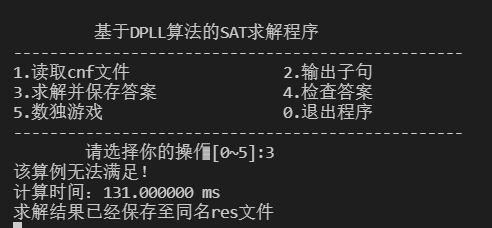 基于DPLL算法的SAT求解程序
--------------------------------------------------
1.读取cnf文件 2.输出子句
3.求解并保存答案 4.检查答案
5.数独游戏 0.退出程序
--------------------------------------------------
请选择你的操作[0~5]:3
该算例无法满足!
计算时间：131.000000 ms
求解结果已经保存至同名res文件